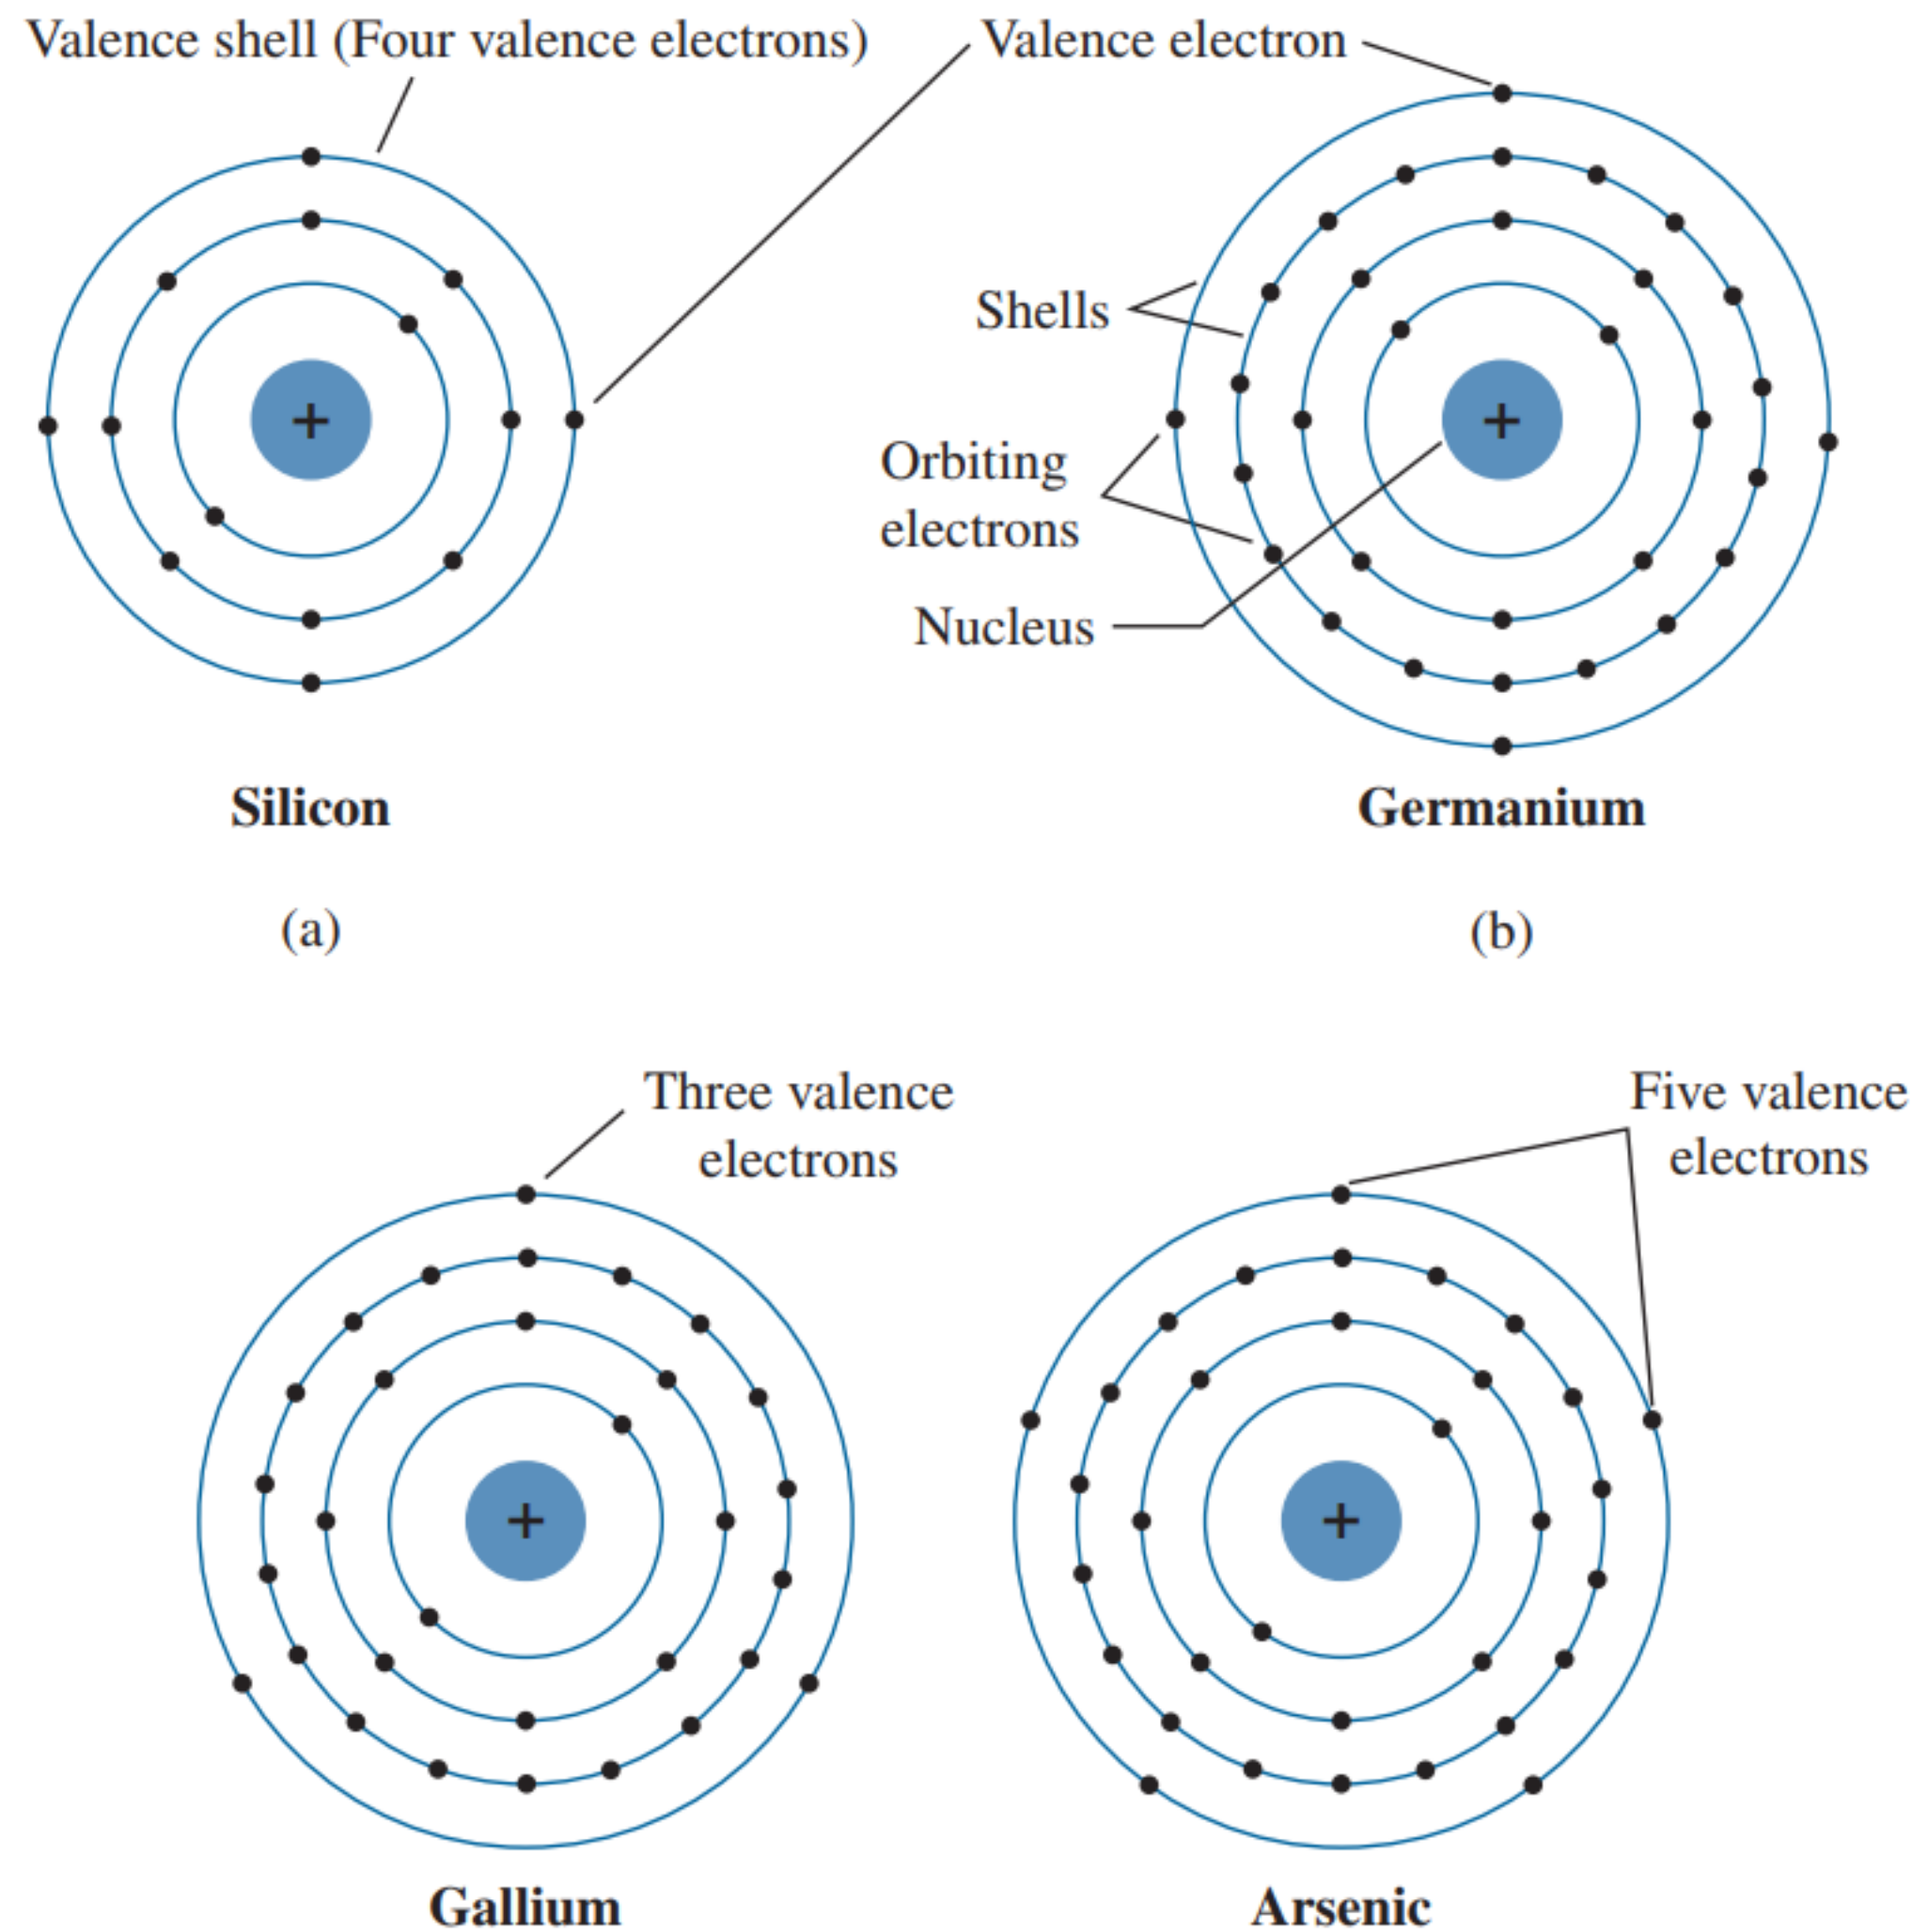 Valence shell (Four valence electrons)
Valence electron
Shells
Orbiting
electrons
Nucleus
+
+
Silicon
Germanium
(a)
(b)
Three valence
electrons
Five valence
electrons
+
+
Gallium
Arsenic